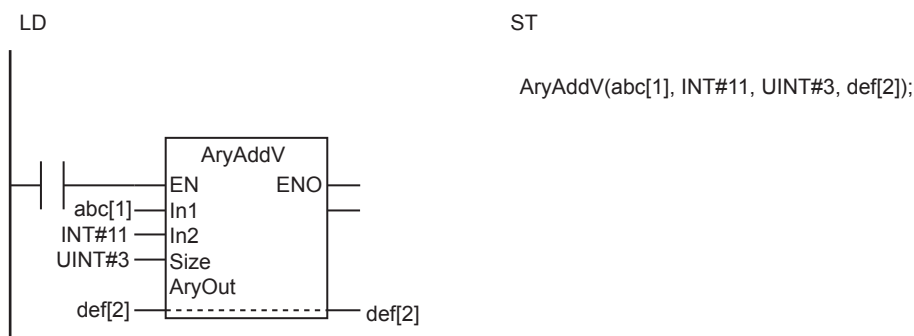 LD
ST
AryAddV(abc[1], INT#11, UINT#3, def[2]);
AryAddV
EN ENO
abc[1] In1
INT#11 In2
UINT#3 Size
AryOut
def[2] def[2]